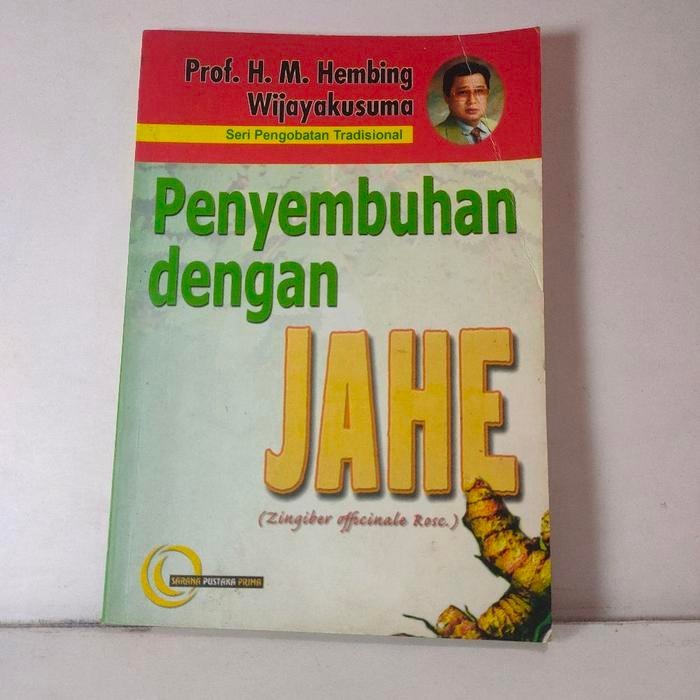 Prof. H. M. Hembing
Wijayakusuma
Seri Pengobatan Tradisional
Penyembuhan
dengan
JAHE
(Zingiber officinale Rosc.)
SARANA PUSTAKA PRIMA